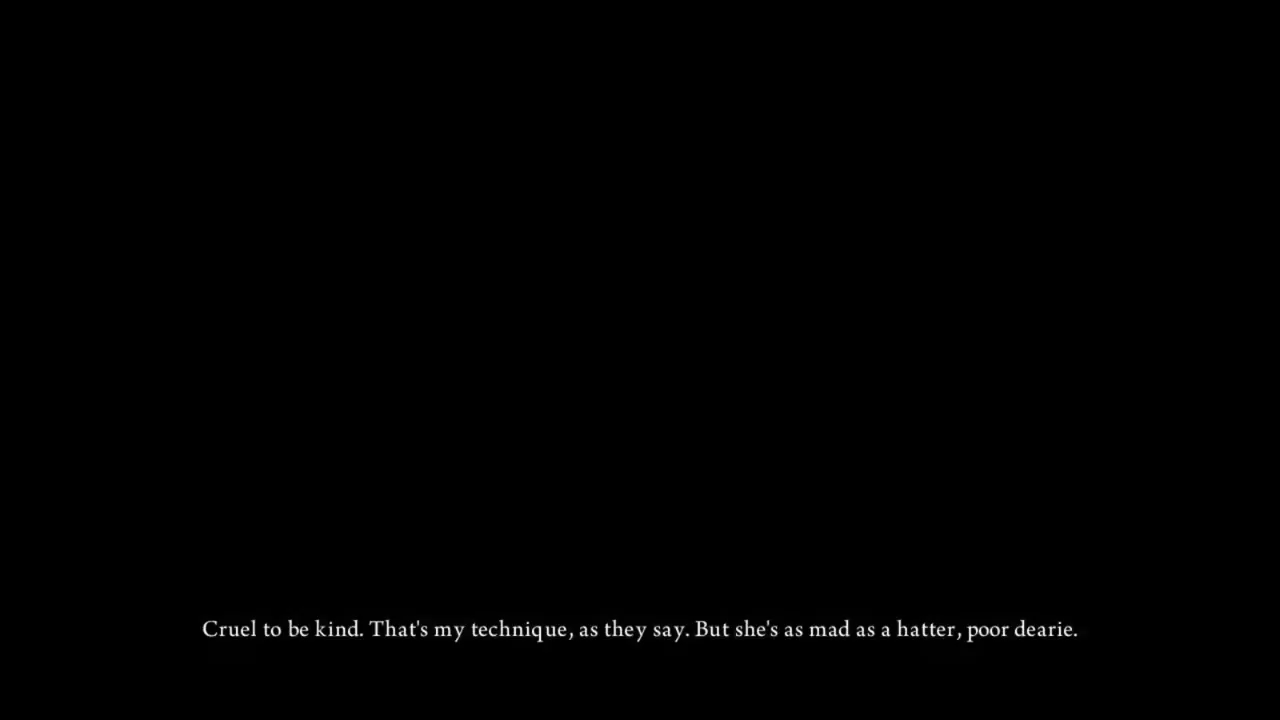 Cruel to be kind. That's my technique, as they say. But she's as mad as a hatter, poor dearie.